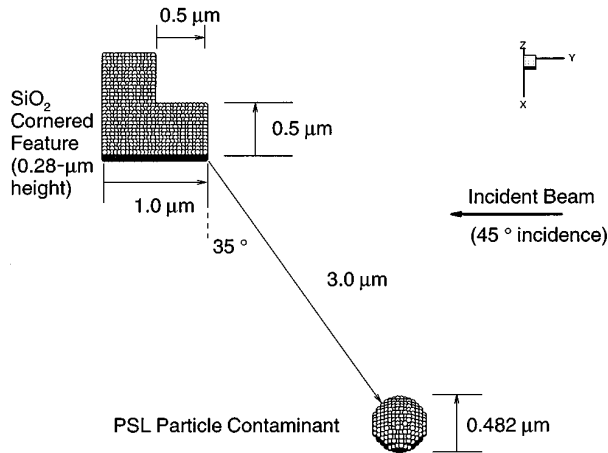 0.5 μm
SiO2
Cornered
Feature
(0.28-μm
height)
0.5 μm
1.0 μm
35 °
3.0 μm
Z
Y
X
Incident Beam
(45 ° incidence)
PSL Particle Contaminant
0.482 μm